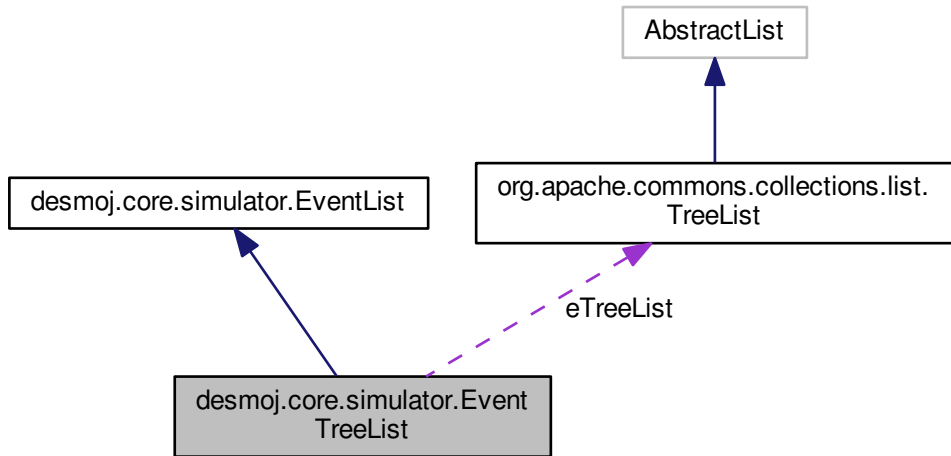 AbstractList
desmoj.core.simulator.EventList
org.apache.commons.collections.list.
TreeList
eTreeList
desmoj.core.simulator.Event
TreeList